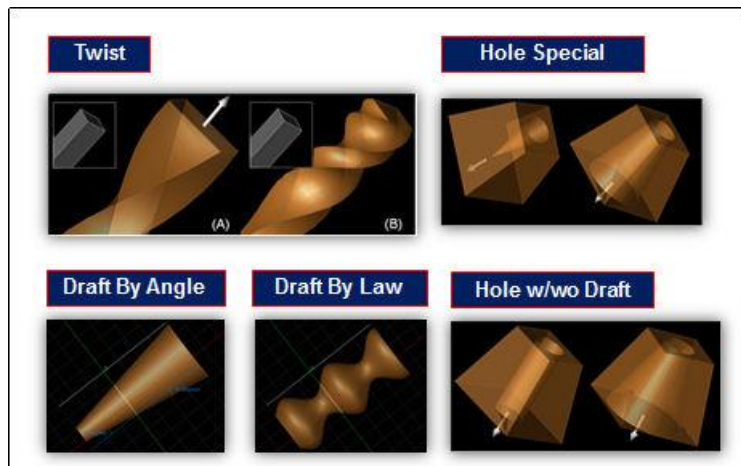 Twist
Hole Special
(A)
(B)
Draft By Angle
Draft By Law
Hole w/wo Draft